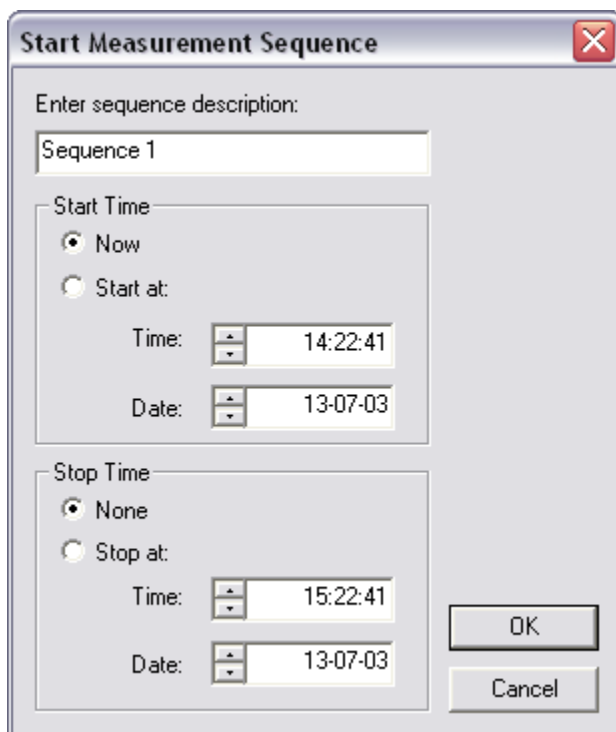 Start Measurement Sequence
Enter sequence description:
Sequence 1
Start Time
Now
Start at:
Time: 14:22:41
Date: 13-07-03
Stop Time
None
Stop at:
Time: 15:22:41
Date: 13-07-03
OK
Cancel